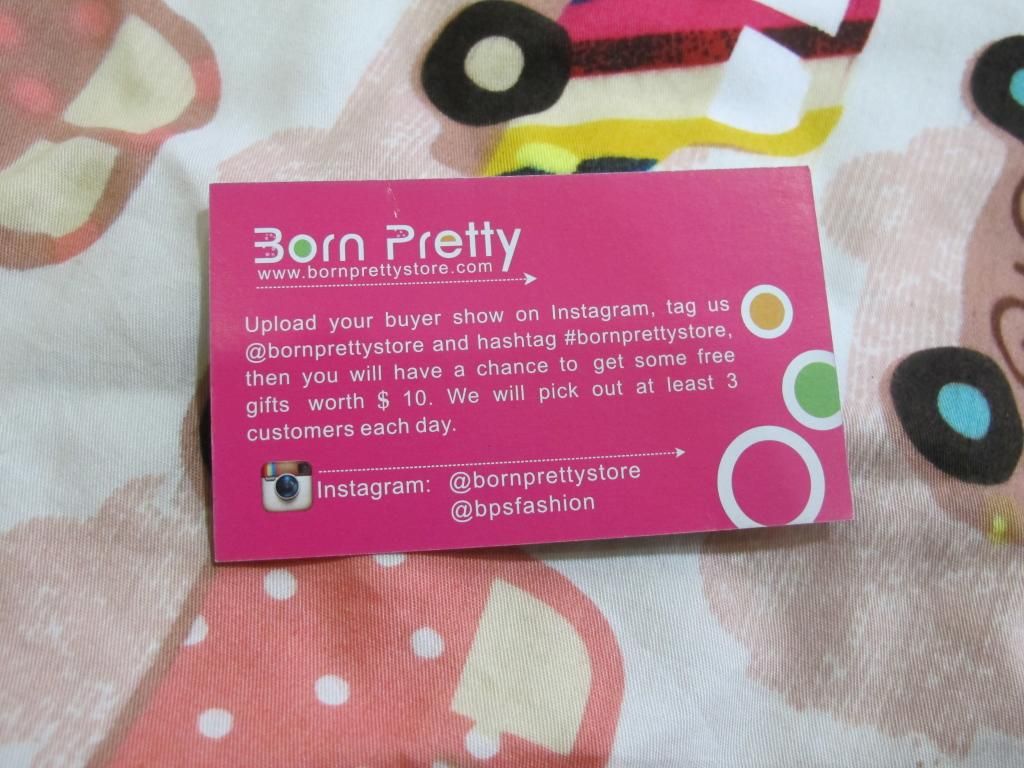 Born Pretty
www.bornprettystore.com
Upload your buyer show on Instagram, tag us
@bornprettystore and hashtag #bornprettystore,
then you will have a chance to get some free
gifts worth $ 10. We will pick out at least 3
customers each day.
Instagram: @bornprettystore
@bpsfashion